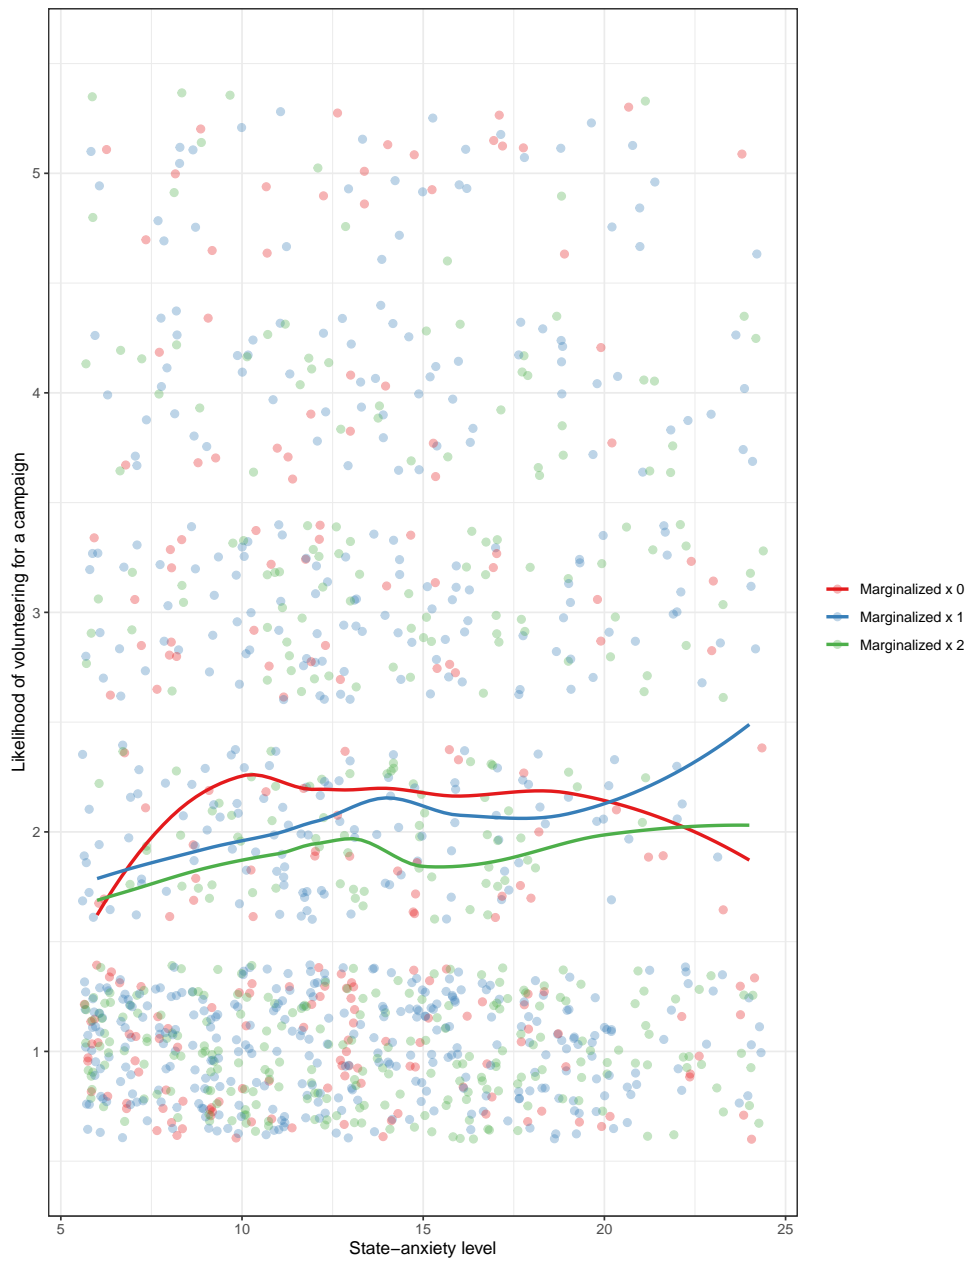 Likelihood of volunteering for a campaign
5
4
3
2
1
5
10
15
20
25
State−anxiety level
Marginalized x 0
Marginalized x 1
Marginalized x 2